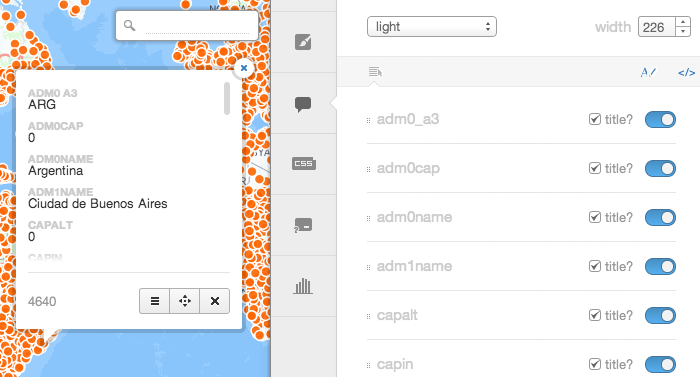 ADM0 A3
ARG
ADM0CAP
0
ADM0NAME
Argentina
ADM1NAME
Ciudad de Buenos Aires
CAPALT
0
CAPIN
4640
CSS
?
light
width 226
A
</>
adm0_a3 title?
adm0cap title?
adm0name title?
adm1name title?
capalt title?
capin title?